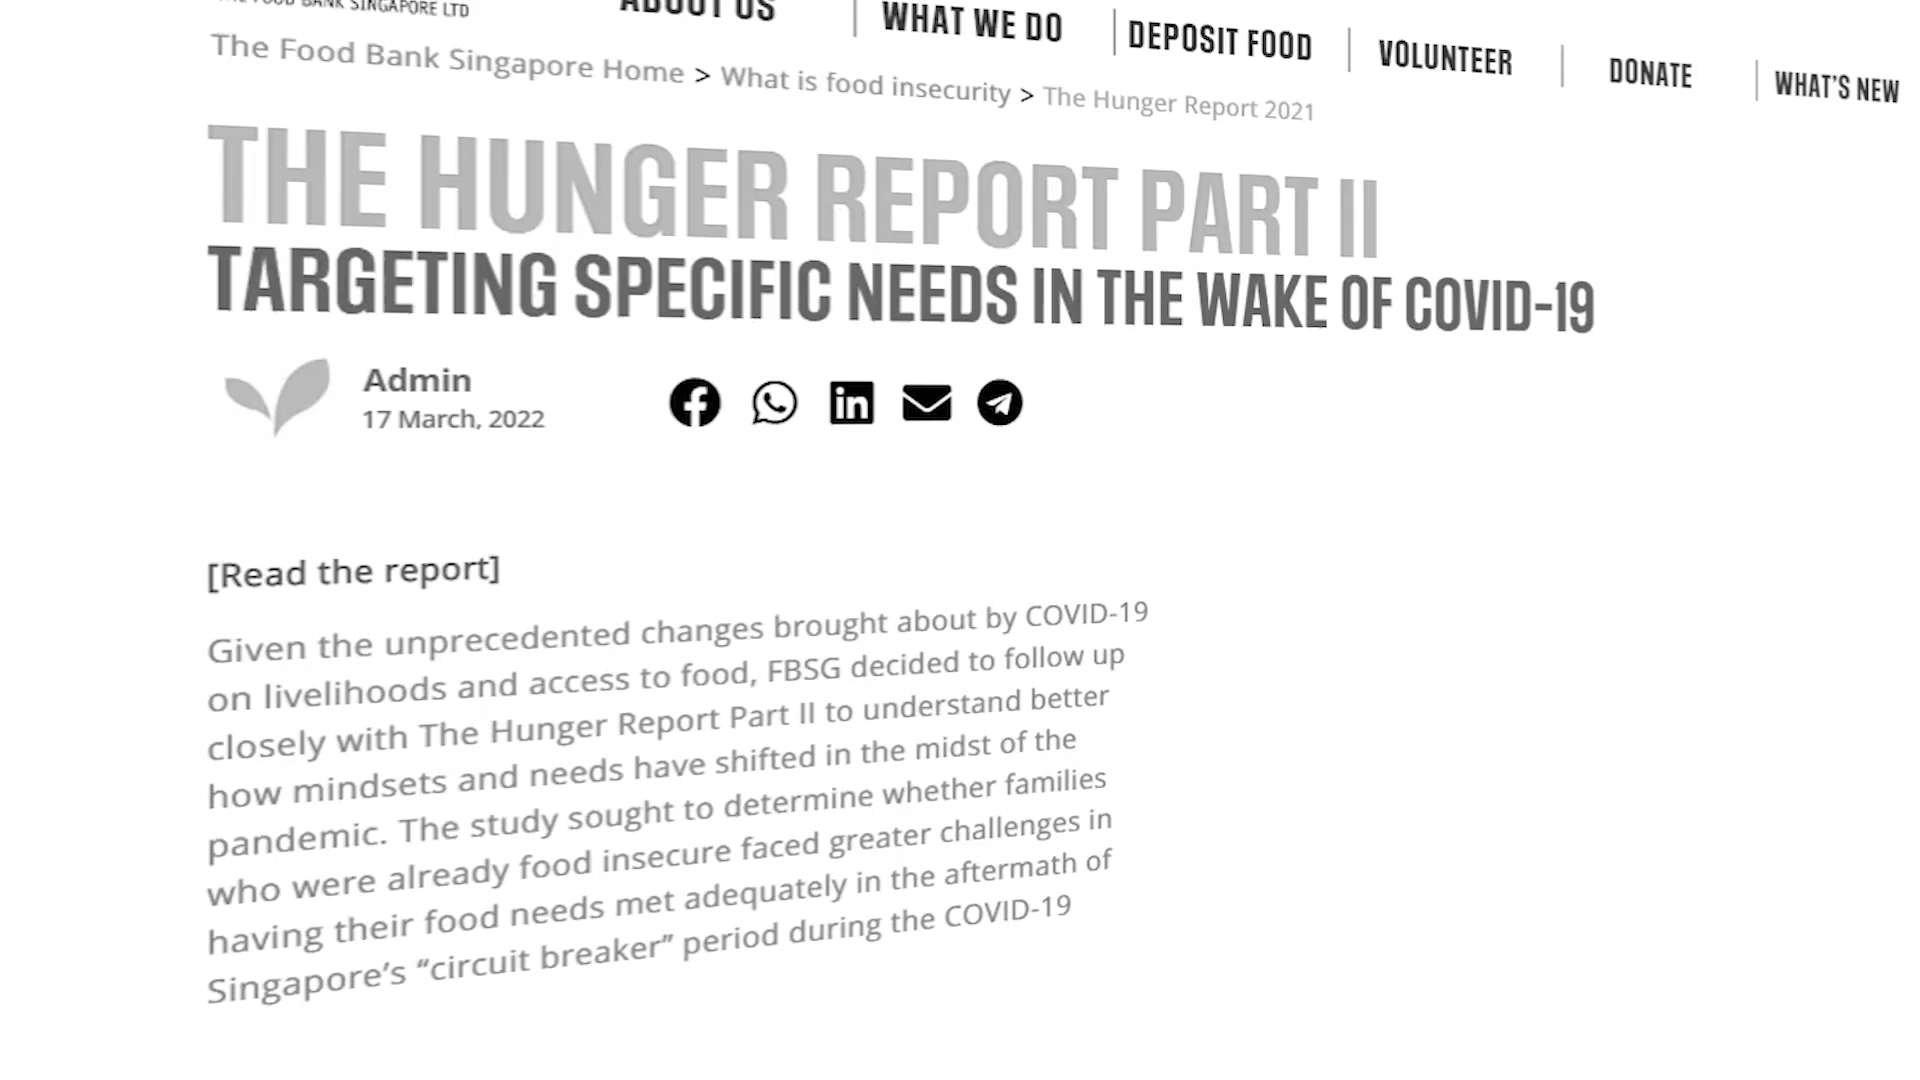 FOOD BANK SINGAPORE LTD
ABOUT US
WHAT WE DO
DEPOSIT FOOD
VOLUNTEER
DONATE
WHAT'S NEW
The Food Bank Singapore Home > What is food insecurity > The Hunger Report 2021
THE HUNGER REPORT PART II
TARGETING SPECIFIC NEEDS IN THE WAKE OF COVID-19
Admin
17 March, 2022
[Read the report]
Given the unprecedented changes brought about by COVID-19
on livelihoods and access to food, FBSG decided to follow up
closely with The Hunger Report Part II to understand better
how mindsets and needs have shifted in the midst of the
pandemic. The study sought to determine whether families
who were already food insecure faced greater challenges in
having their food needs met adequately in the aftermath of
Singapore’s “circuit breaker” period during the COVID-19